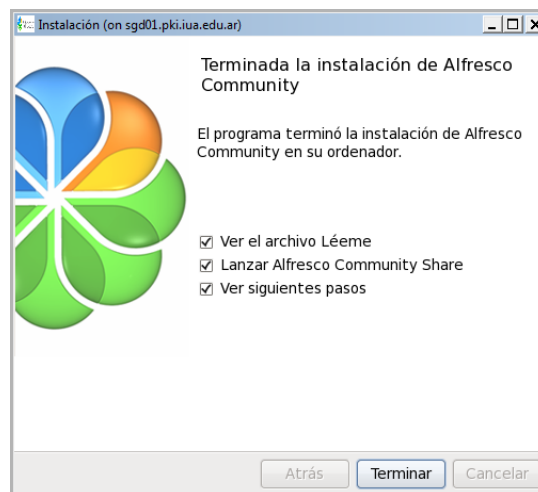 Instalación (on sgd01.pki.iua.edu.ar)
Terminada la instalación de Alfresco
Community
El programa terminó la instalación de Alfresco
Community en su ordenador.
Ver el archivo Léeme
Lanzar Alfresco Community Share
Ver siguientes pasos
Atrás Terminar Cancelar